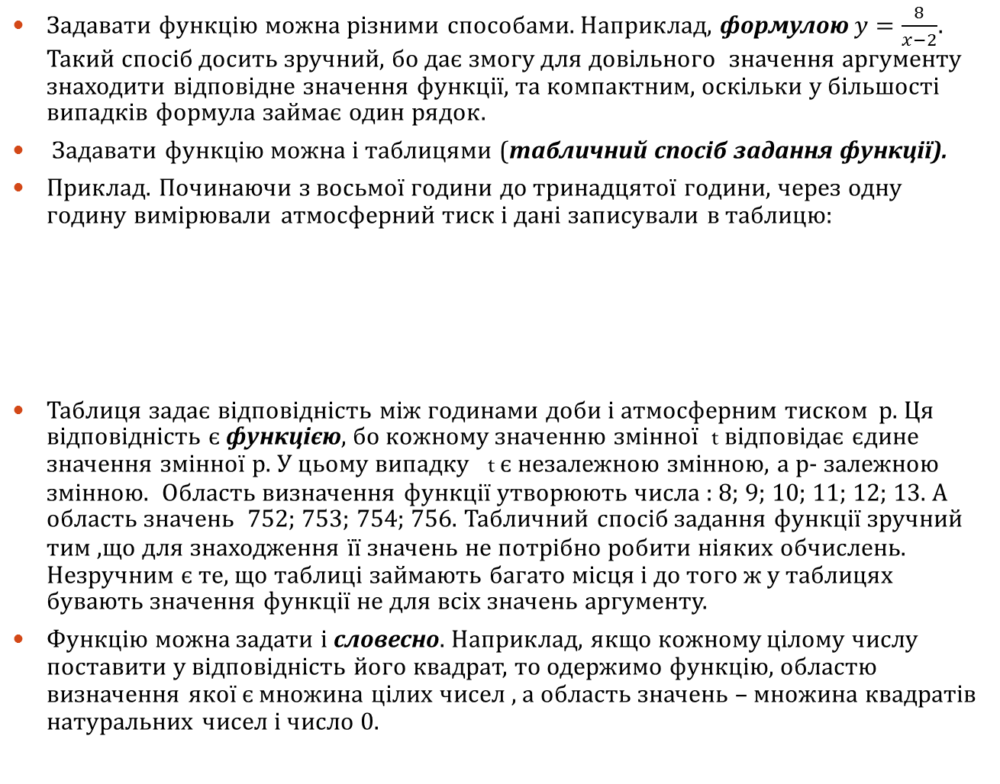 • Задавати функцію можна різними способами. Наприклад, формулою y = 8/(x−2).
Такий спосіб досить зручний, бо дає змогу для довільного значення аргументу
знаходити відповідне значення функції, та компактним, оскільки у більшості
випадків формула займає один рядок.
• Задавати функцію можна і таблицями (табличний спосіб задання функції).
• Приклад. Починаючи з восьмої години до тринадцятої години, через одну
годину вимірювали атмосферний тиск і дані записували в таблицю:
• Таблиця задає відповідність між годинами доби і атмосферним тиском р. Ця
відповідність є функцією, бо кожному значенню змінної t відповідає єдине
значення змінної р. У цьому випадку t є незалежною змінною, а р- залежною
змінною. Область визначення функції утворюють числа : 8; 9; 10; 11; 12; 13. А
область значень 752; 753; 754; 756. Табличний спосіб задання функції зручний
тим ,що для знаходження її значень не потрібно робити ніяких обчислень.
Незручним є те, що таблиці займають багато місця і до того ж у таблицях
бувають значення функції не для всіх значень аргументу.
• Функцію можна задати і словесно. Наприклад, якщо кожному цілому числу
поставити у відповідність його квадрат, то одержимо функцію, областю
визначення якої є множина цілих чисел , а область значень – множина квадратів
натуральних чисел і число 0.